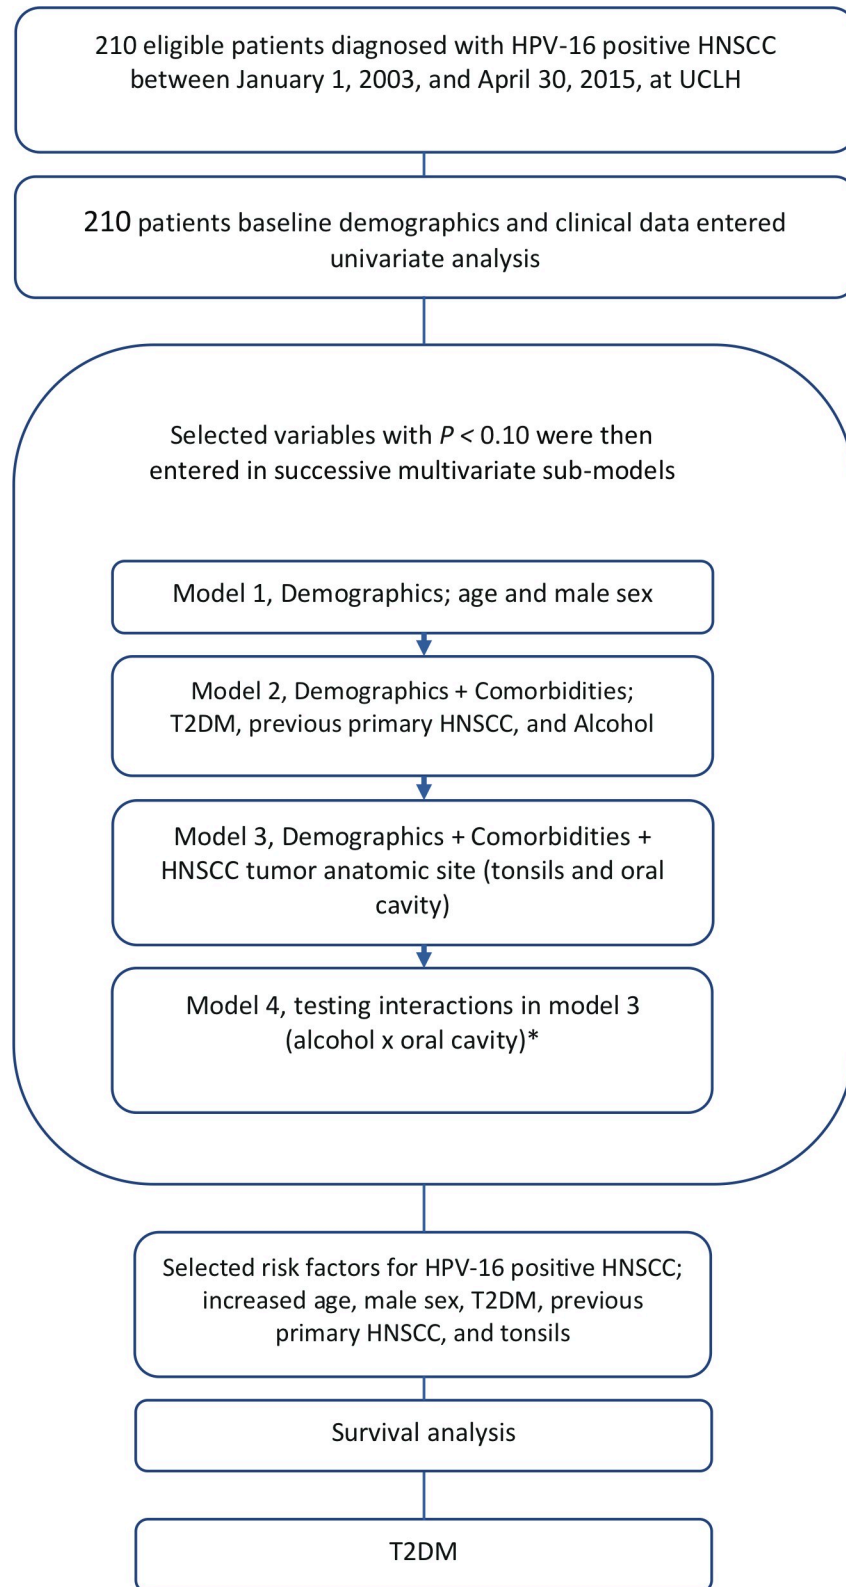 210 eligible patients diagnosed with HPV-16 positive HNSCC
between January 1, 2003, and April 30, 2015, at UCLH
210 patients baseline demographics and clinical data entered
univariate analysis
Selected variables with P < 0.10 were then
entered in successive multivariate sub-models
Model 1, Demographics; age and male sex
Model 2, Demographics + Comorbidities;
T2DM, previous primary HNSCC, and Alcohol
Model 3, Demographics + Comorbidities +
HNSCC tumor anatomic site (tonsils and oral
cavity)
Model 4, testing interactions in model 3
(alcohol x oral cavity)*
Selected risk factors for HPV-16 positive HNSCC;
increased age, male sex, T2DM, previous
primary HNSCC, and tonsils
Survival analysis
T2DM